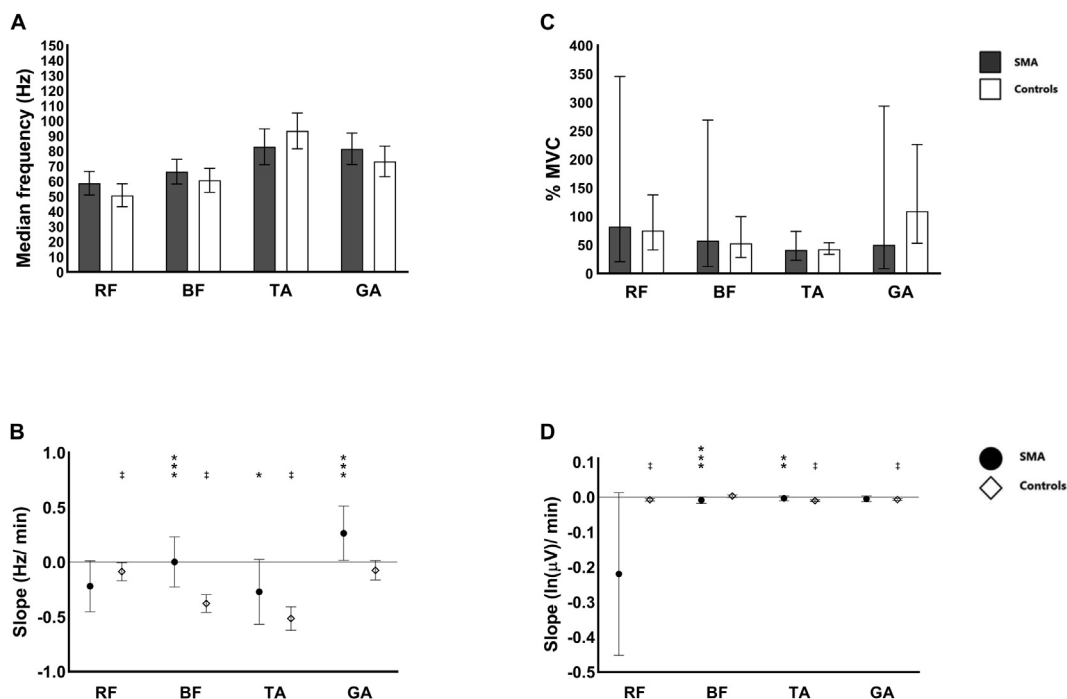 A
Median frequency (Hz)
150
140
130
120
110
100
90
80
70
60
50
40
30
20
10
0
RF BF TA GA
C
% MVC
400
350
300
250
200
150
100
50
0
RF BF TA GA
SMA
Controls
B
Slope (Hz/ min)
1.0
0.5
0.0
-0.5
-1.0
‡ *** ‡ * ‡ ***
RF BF TA GA
D
Slope (ln(μV)/ min)
0.1
0.0
-0.1
-0.2
-0.3
-0.4
-0.5
‡ *** ** ‡ ‡
RF BF TA GA
SMA
Controls